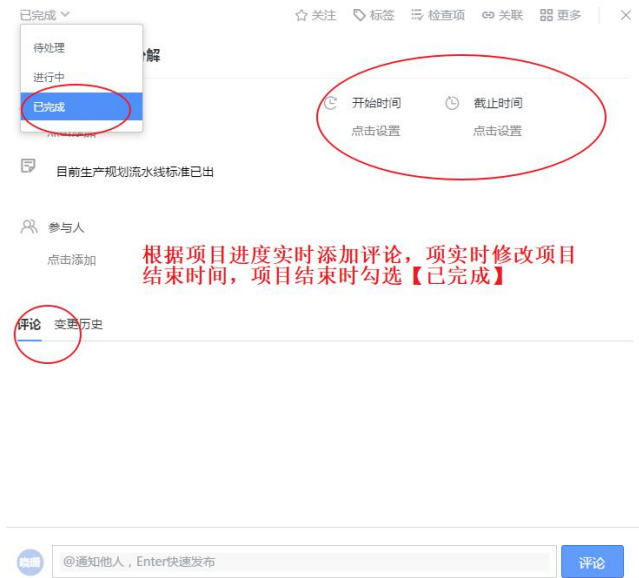 已完成
关注 标签 检查项 关联 更多
待处理
分解
进行中
已完成
开始时间 截止时间
点击添加
点击设置 点击设置
目前生产规划流水线标准已出
参与人
点击添加
根据项目进度实时添加评论，项实时修改项目
结束时间，项目结束时勾选【已完成】
评论 变更历史
@通知他人，Enter快速发布
评论